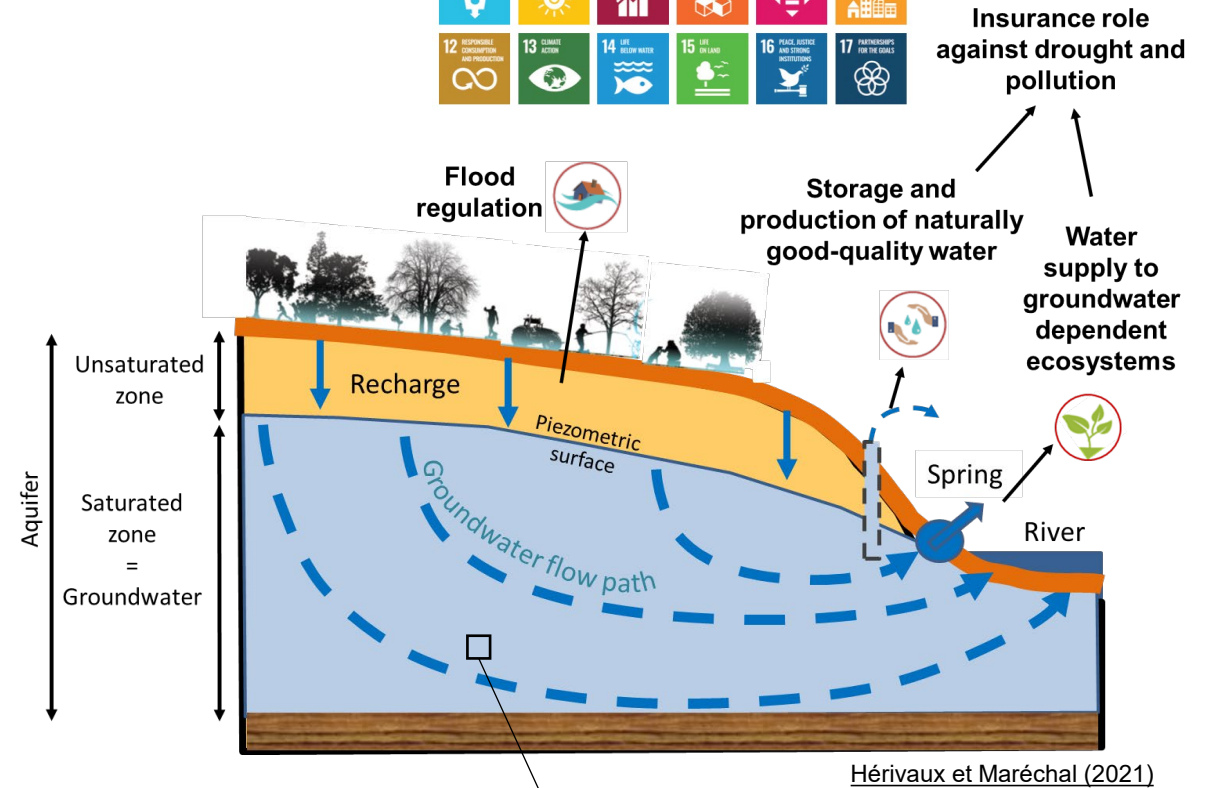 12 RESPONSIBLE
CONSUMPTION
AND PRODUCTION
13 CLIMATE
ACTION
14 LIFE
BELOW WATER
15 LIFE
ON LAND
16 PEACE, JUSTICE
AND STRONG
INSTITUTIONS
17 PARTNERSHIPS
FOR THE GOALS
Insurance role
against drought and
pollution
Flood
regulation
Storage and
production of naturally
good-quality water
Water
supply to
groundwater
dependent
ecosystems
Unsaturated
zone
Recharge
Piezometric
surface
Aquifer
Saturated
zone
=
Groundwater
Groundwater flow path
Spring
River
Hérivaux et Maréchal (2021)